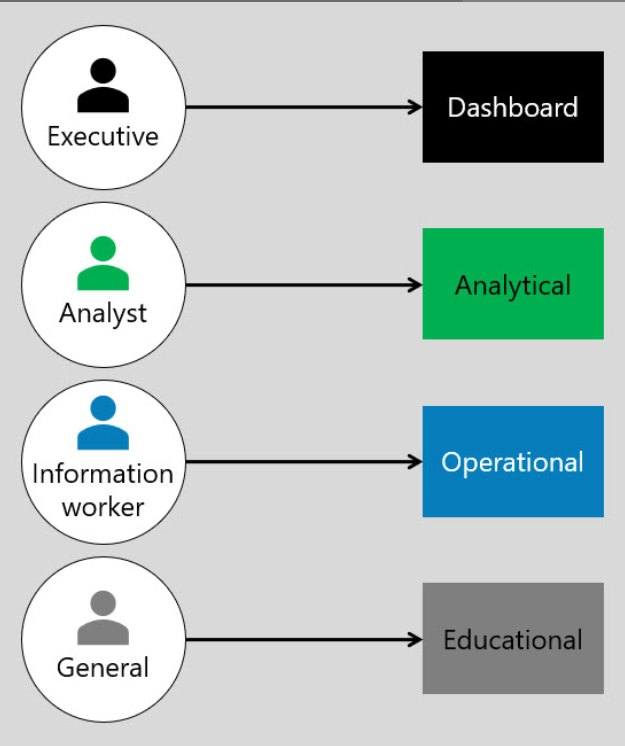 Executive
Dashboard
Analyst
Analytical
Information
worker
Operational
General
Educational